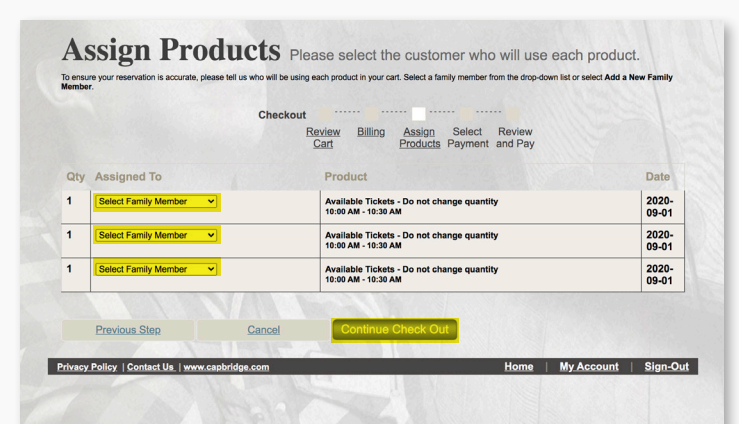 Assign Products Please select the customer who will use each product.
To ensure your reservation is accurate, please tell us who will be using each product in your cart. Select a family member from the drop-down list or select Add a New Family
Member.
Checkout
Review Cart
Billing
Assign Products
Select Payment
Review and Pay
Qty Assigned To Product Date
1 Select Family Member Available Tickets - Do not change quantity 2020-
10:00 AM - 10:30 AM 09-01
1 Select Family Member Available Tickets - Do not change quantity 2020-
10:00 AM - 10:30 AM 09-01
1 Select Family Member Available Tickets - Do not change quantity 2020-
10:00 AM - 10:30 AM 09-01
Previous Step Cancel Continue Check Out
Privacy Policy | Contact Us | www.capbridge.com Home | My Account | Sign-Out